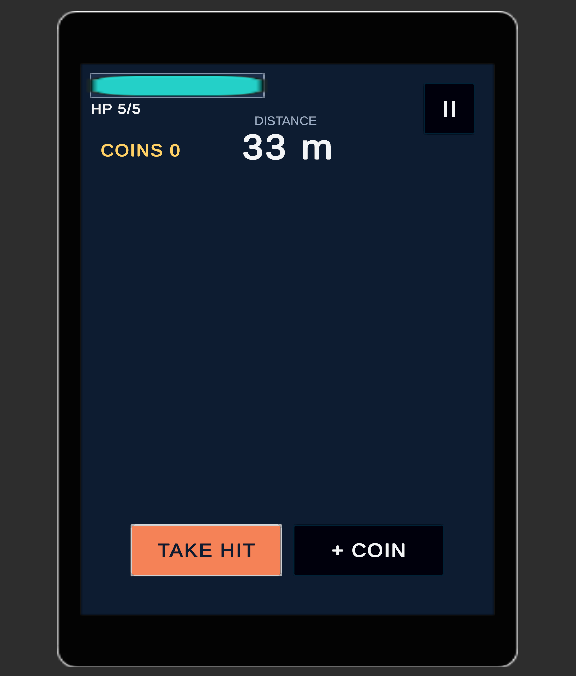 HP 5/5
DISTANCE
COINS 0
33 m
TAKE HIT
+ COIN